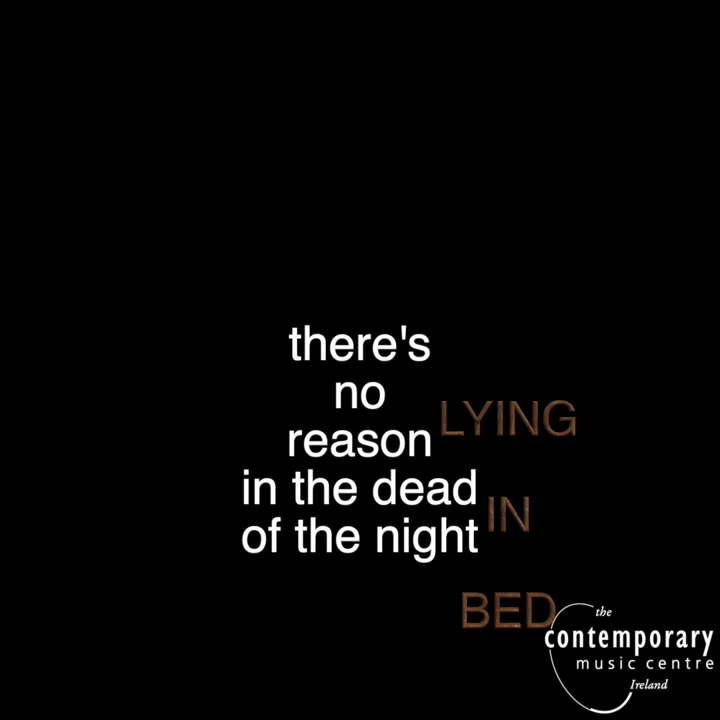 there's
no
reason
in the dead
of the night
LYING
IN
BED
the
contemporary
music centre
Ireland